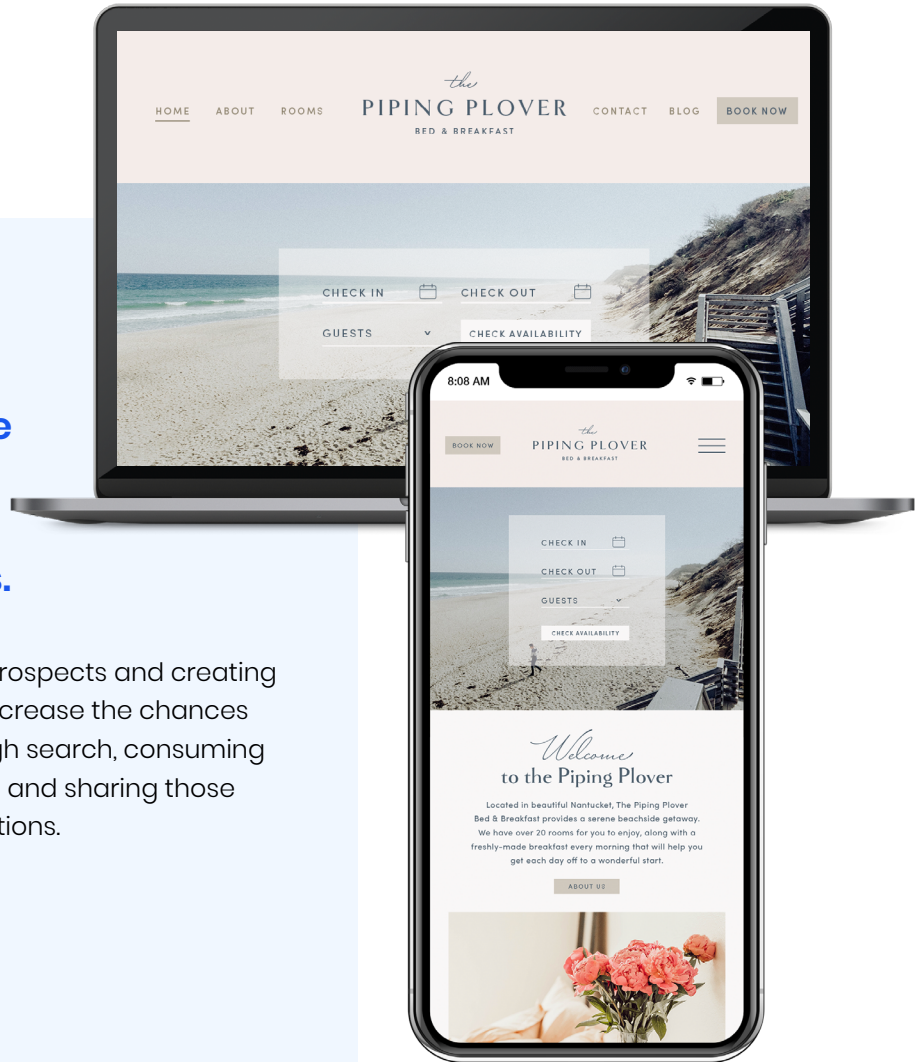 the
HOME ABOUT ROOMS PIPING PLOVER CONTACT BLOG BOOK NOW
BED & BREAKFAST
CHECK IN CHECK OUT
GUESTS CHECK AVAILABILITY
e
s.
rospects and creating
crease the chances
gh search, consuming
and sharing those
tions.
8:08 AM
the
BOOK NOW PIPING PLOVER
BED & BREAKFAST
CHECK IN
CHECK OUT
GUESTS
CHECK AVAILABILITY
Welcome
to the Piping Plover
Located in beautiful Nantucket, The Piping Plover
Bed & Breakfast provides a serene beachside getaway.
We have over 20 rooms for you to enjoy, along with a
freshly-made breakfast every morning that will help you
get each day off to a wonderful start.
ABOUT US